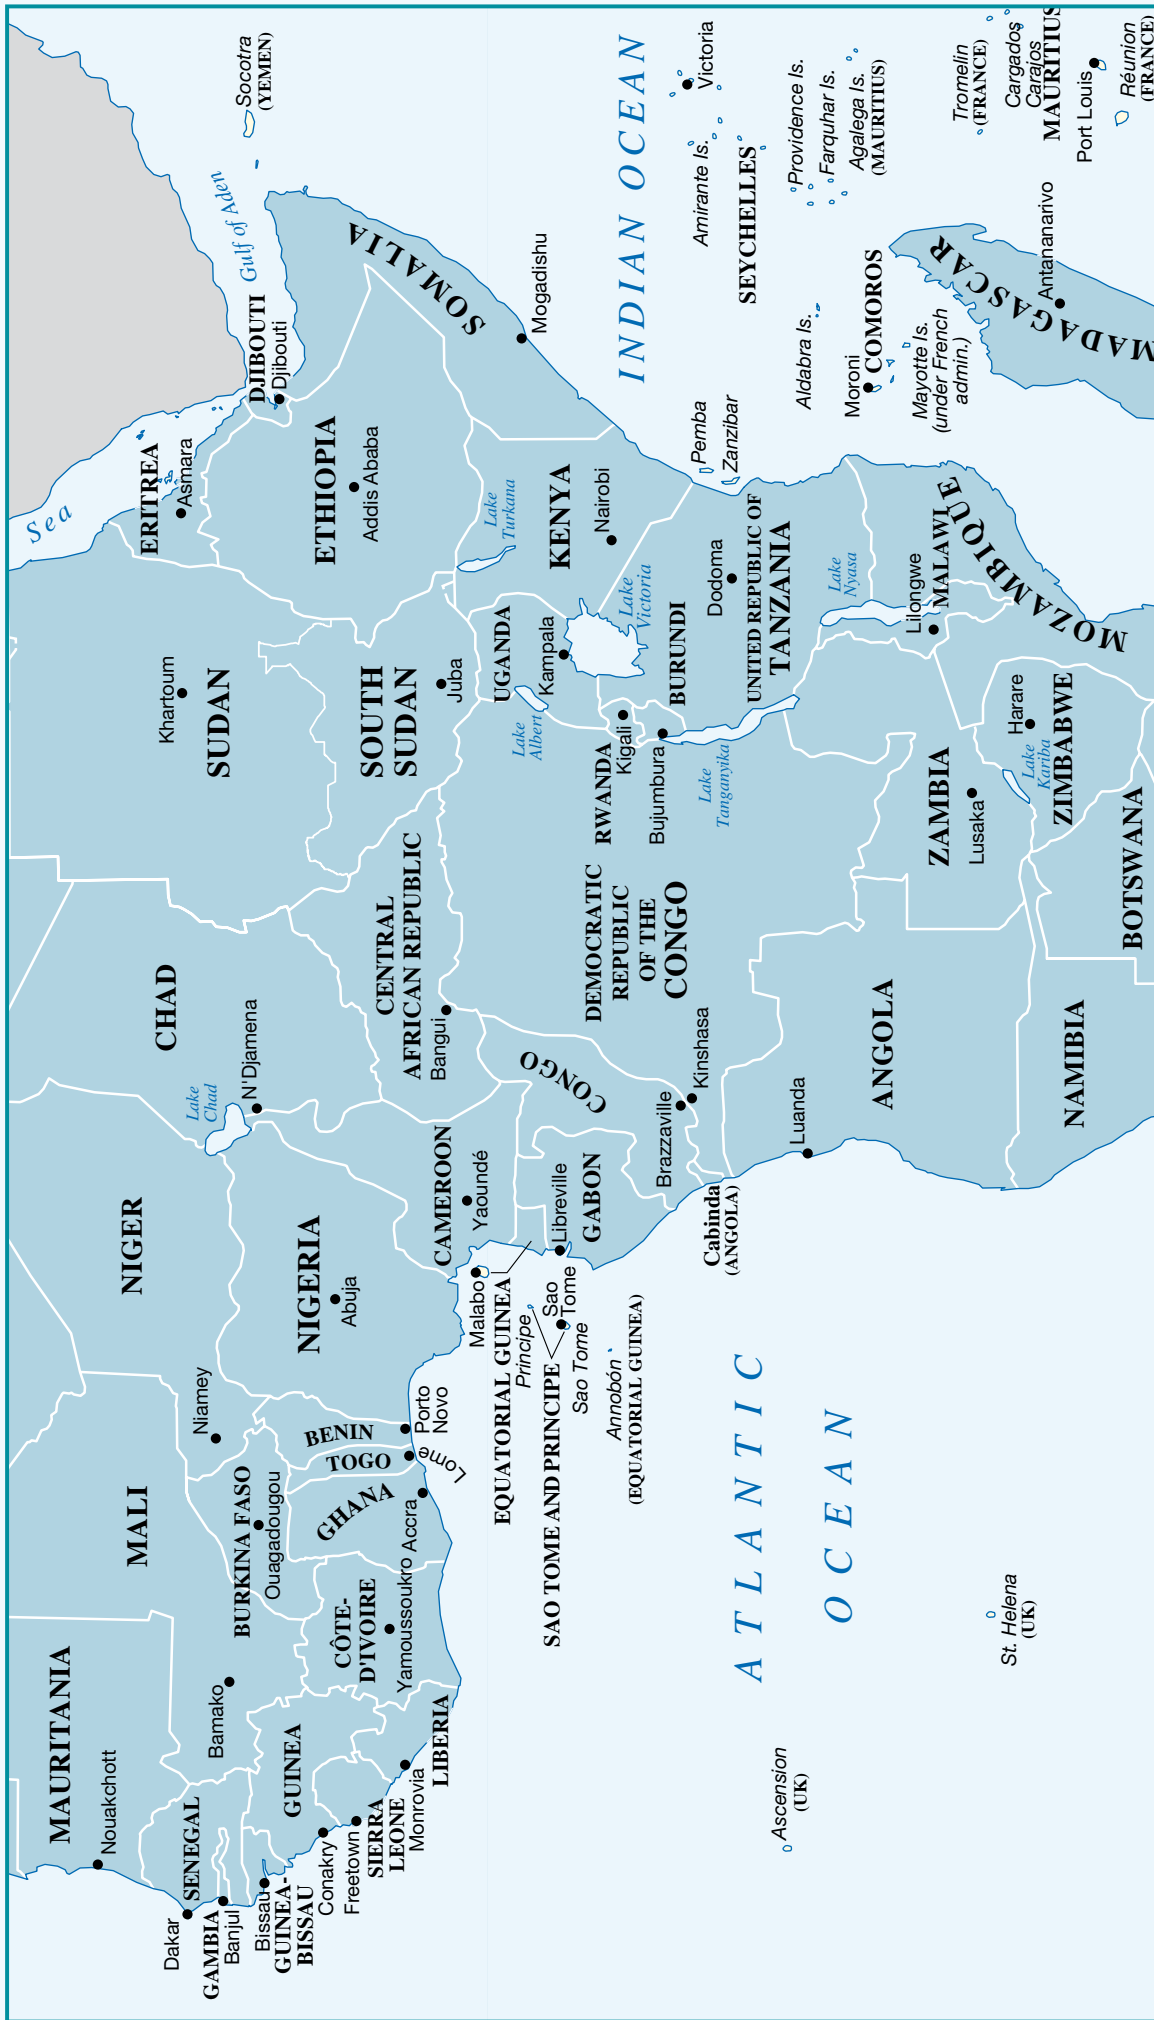 MAURITANIA
Nouakchott
MALI
NIGER
CHAD
Lake
Chad
N'Djamena
Khartoum
SUDAN
ERITREA
Asmara
Sea
Socotra
(YEMEN)
Gulf of Aden
DJIBOUTI
Djibouti
Dakar
SENEGAL
GAMBIA
Banjul
Bissau
GUINEA-
BISSAU
Bamako
GUINEA
Conakry
Freetown
SIERRA
LEONE
Monrovia
LIBERIA
BURKINA FASO
Ouagadougou
Niamey
CÔTE-
D'IVOIRE
Yamoussoukro
GHANA
Accra
TOGO
Lome
BENIN
Porto
Novo
NIGERIA
Abuja
CAMEROON
Yaoundé
CENTRAL
AFRICAN REPUBLIC
Bangui
SOUTH
SUDAN
Juba
ETHIOPIA
Addis Ababa
SOMALIA
Mogadishu
Malabo
EQUATORIAL GUINEA
Principe
Sao
Tome
SAO TOME AND PRINCIPE
Sao Tome
Annobón
(EQUATORIAL GUINEA)
Libreville
GABON
CONGO
Brazzaville
Kinshasa
Cabinda
(ANGOLA)
DEMOCRATIC
REPUBLIC
OF THE
CONGO
UGANDA
Kampala
Lake
Albert
Lake
Turkana
KENYA
Nairobi
Lake
Victoria
RWANDA
Kigali
BURUNDI
Bujumbura
Lake
Tanganyika
Dodoma
UNITED REPUBLIC OF
TANZANIA
Pemba
Zanzibar
INDIAN OCEAN
Victoria
Amirante Is.
SEYCHELLES
Providence Is.
Farquhar Is.
Agalega Is.
(MAURITIUS)
Aldabra Is.
Moroni
COMOROS
Mayotte Is.
(under French
admin.)
Tromelin
(FRANCE)
Cargados
Carajos
MAURITIUS
Port Louis
Réunion
(FRANCE)
Antananarivo
MADAGASCAR
ATLANTIC
OCEAN
Ascension
(UK)
St. Helena
(UK)
Luanda
ANGOLA
NAMIBIA
ZAMBIA
Lusaka
Lake
Nyasa
Lilongwe
MALAWI
MOZAMBIQUE
Harare
Lake
Kariba
ZIMBABWE
BOTSWANA